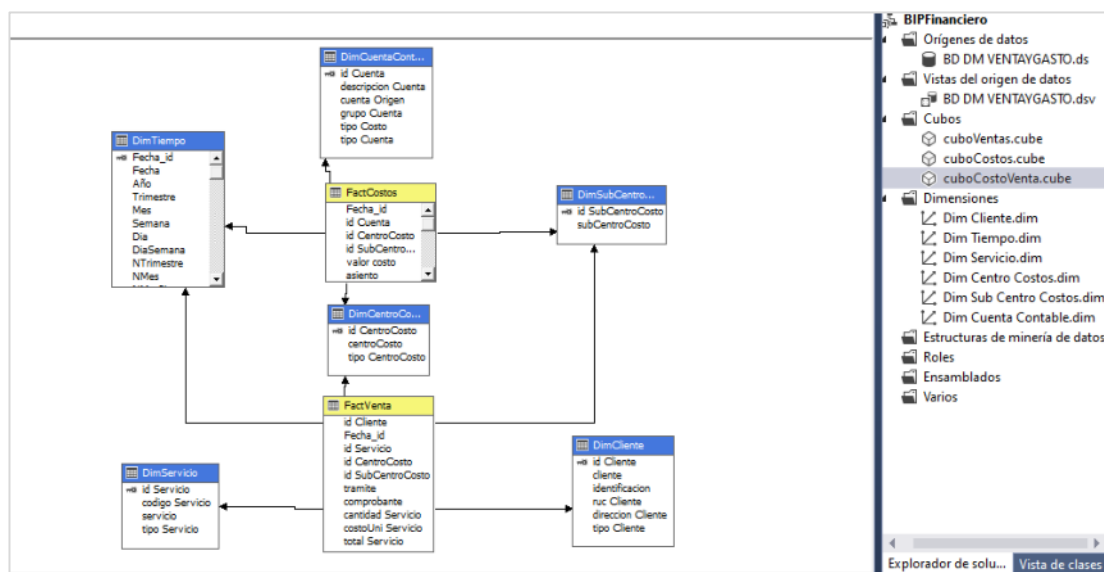 DimCuentaCont...
id Cuenta
descripcion Cuenta
cuenta Origen
grupo Cuenta
tipo Costo
tipo Cuenta
DimTiempo
Fecha_id
Fecha
Año
Trimestre
Mes
Semana
Dia
DiaSemana
NTrimestre
NMes
FactCostos
Fecha_id
id Cuenta
id CentroCosto
id SubCentro...
valor costo
asiento
DimSubCentro...
id SubCentroCosto
subCentroCosto
DimCentroCo...
id CentroCosto
centroCosto
tipo CentroCosto
FactVenta
id Cliente
Fecha_id
id Servicio
id CentroCosto
id SubCentroCosto
tramite
comprobante
cantidad Servicio
costoUni Servicio
total Servicio
DimServicio
id Servicio
codigo Servicio
servicio
tipo Servicio
DimCliente
id Cliente
cliente
identificacion
ruc Cliente
direccion Cliente
tipo Cliente
BIPFinanciero
Orígenes de datos
BD DM VENTAYGASTO.ds
Vistas del origen de datos
BD DM VENTAYGASTO.dsv
Cubos
cuboVentas.cube
cuboCostos.cube
cuboCostoVenta.cube
Dimensiones
Dim Cliente.dim
Dim Tiempo.dim
Dim Servicio.dim
Dim Centro Costos.dim
Dim Sub Centro Costos.dim
Dim Cuenta Contable.dim
Estructuras de minería de datos
Roles
Ensamblados
Varios
Explorador de solu... Vista de clases